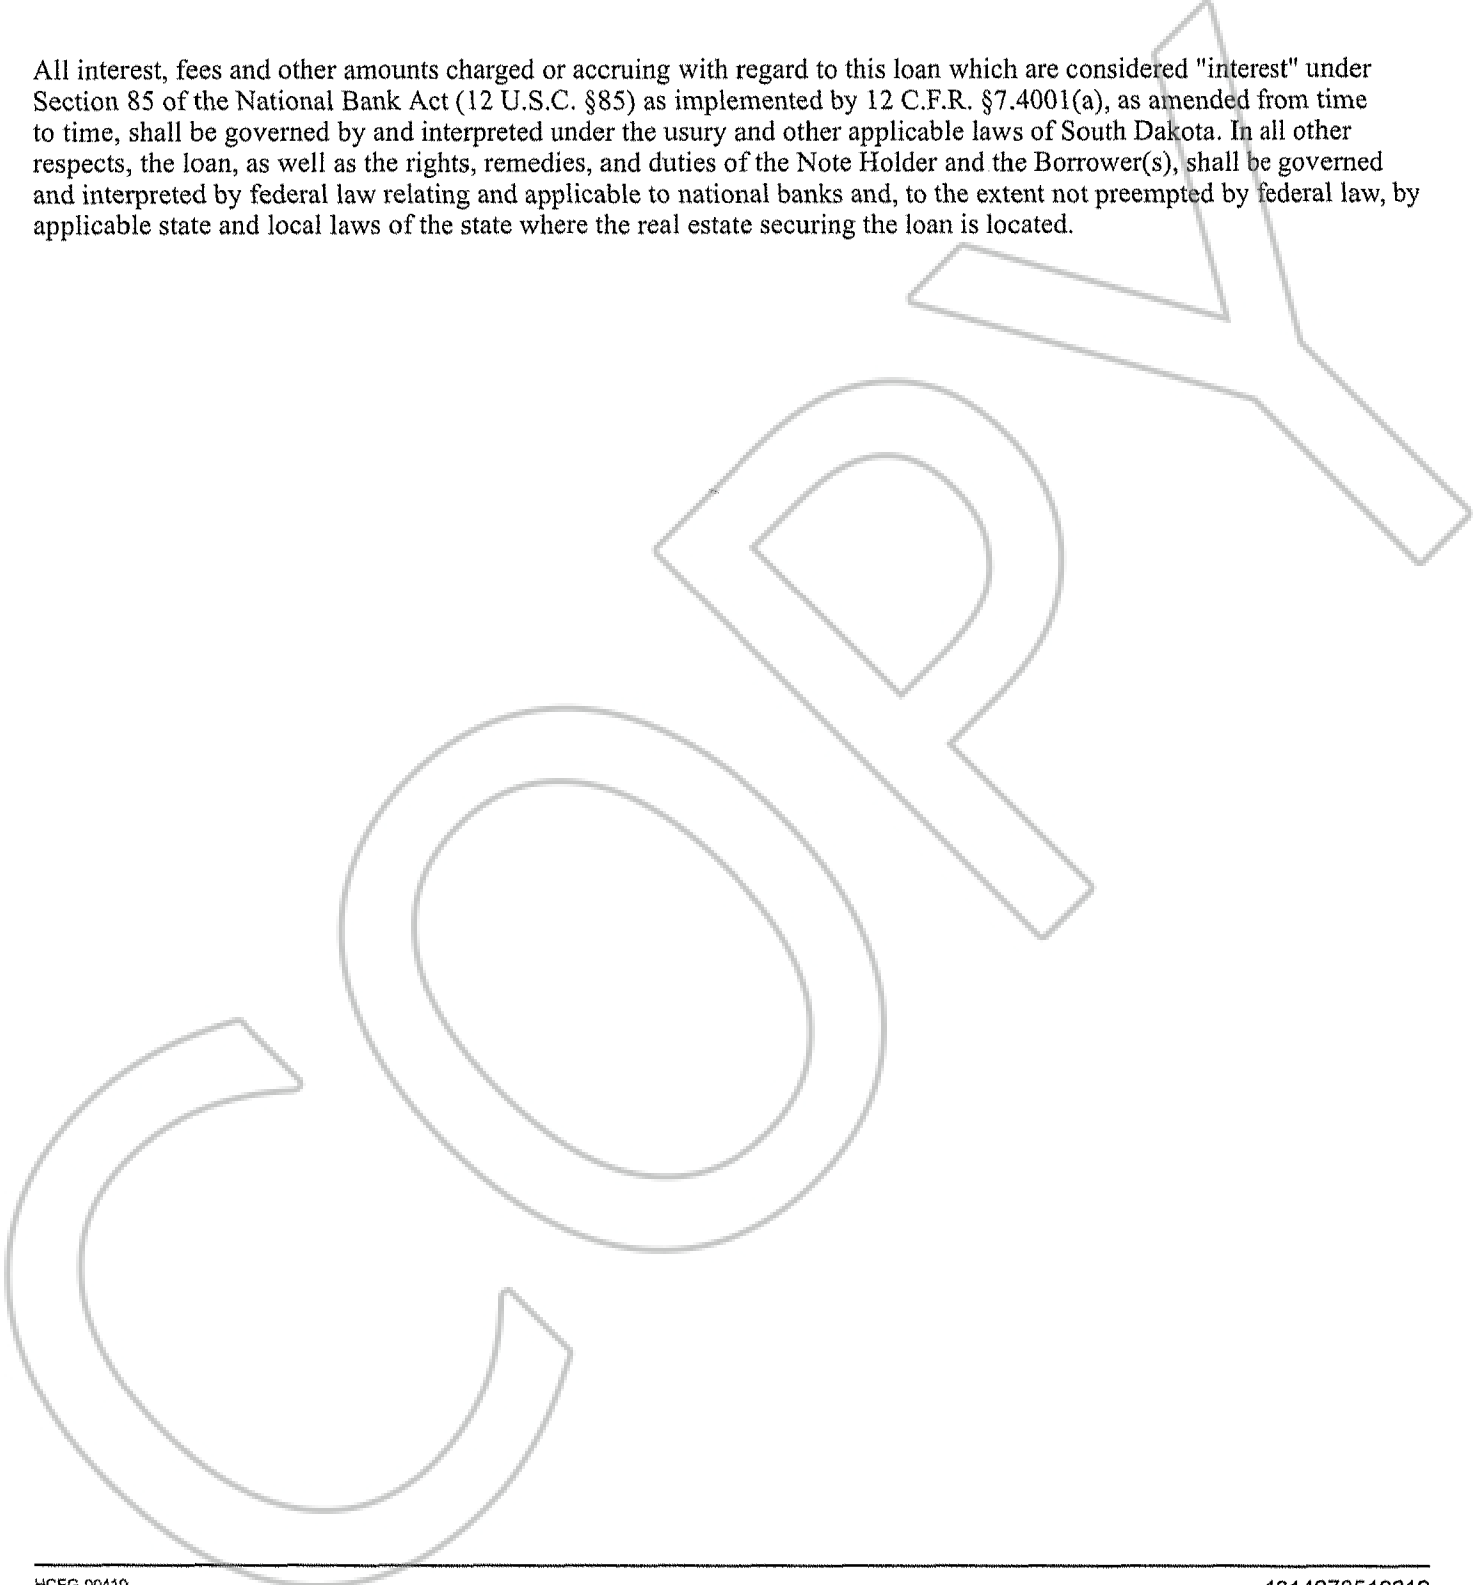 All interest, fees and other amounts charged or accruing with regard to this loan which are considered "interest" under
Section 85 of the National Bank Act (12 U.S.C. §85) as implemented by 12 C.F.R. §7.4001(a), as amended from time
to time, shall be governed by and interpreted under the usury and other applicable laws of South Dakota. In all other
respects, the loan, as well as the rights, remedies, and duties of the Note Holder and the Borrower(s), shall be governed
and interpreted by federal law relating and applicable to national banks and, to the extent not preempted by federal law, by
applicable state and local laws of the state where the real estate securing the loan is located.
COPY